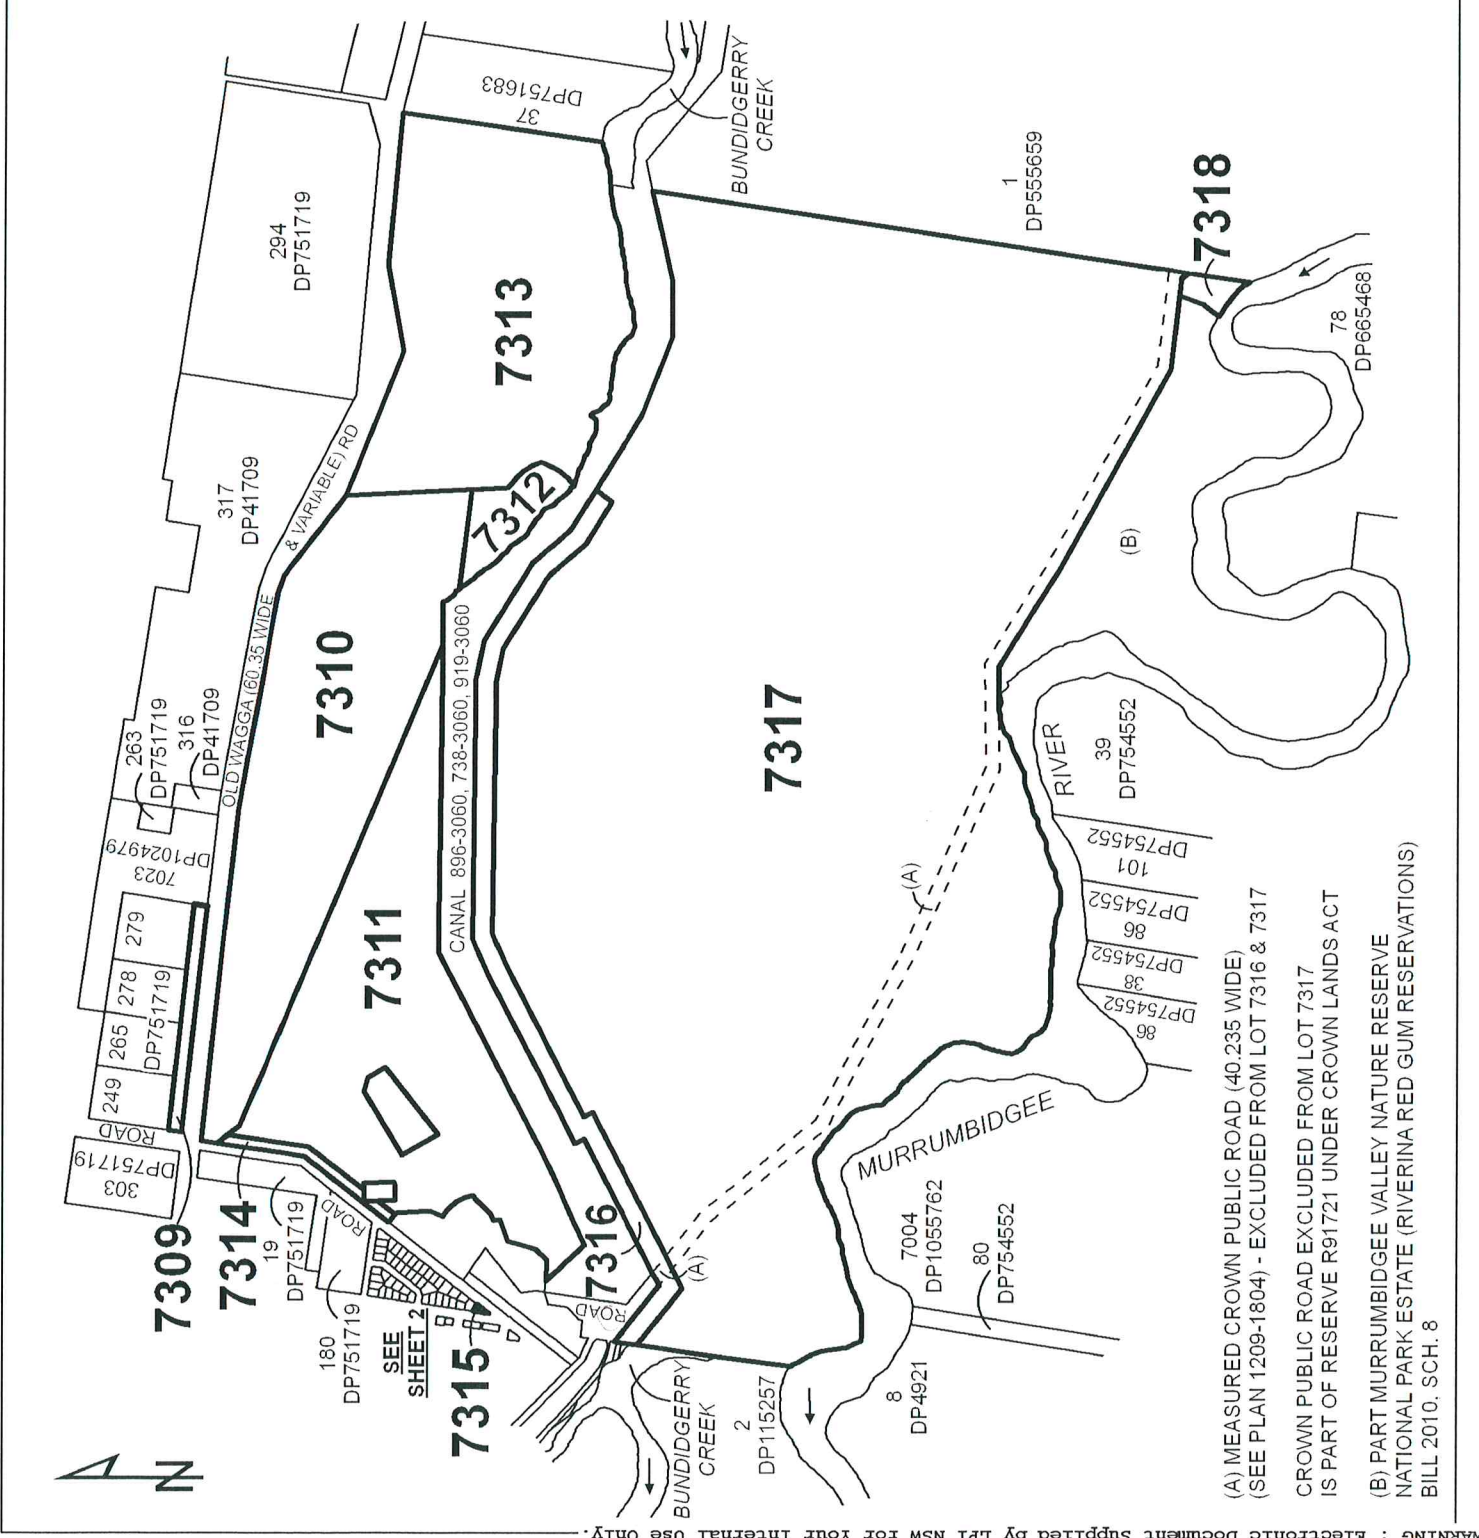 N
294
DP751719
37
DP751683
BUNDIDGERRY
CREEK
1
DP555659
7318
78
DP665468
7313
317
DP41709
OLD WAGGA (60.35 WIDE
& VARIABLE) RD
7312
7310
263
DP751719
316
DP41709
7023
DP1024979
279
278
265
249
DP751719
ROAD
303
DP751719
7309
7314
19
DP751719
ROAD
180
DP751719
SEE
SHEET 2
7315
7311
CANAL 896-3060, 738-3060, 919-3060
7317
7316
ROAD
(A)
(A)
(B)
RIVER
39
DP754552
101
DP754552
86
DP754552
38
DP754552
86
DP754552
MURRUMBIDGEE
7004
DP1055762
80
DP754552
8
DP4921
2
DP115257
BUNDIDGERRY
CREEK
(A) MEASURED CROWN PUBLIC ROAD (40.235 WIDE)
(SEE PLAN 1209-1804) - EXCLUDED FROM LOT 7316 & 7317
CROWN PUBLIC ROAD EXCLUDED FROM LOT 7317
IS PART OF RESERVE R91721 UNDER CROWN LANDS ACT
(B) PART MURRUMBIDGEE VALLEY NATURE RESERVE
NATIONAL PARK ESTATE (RIVERINA RED GUM RESERVATIONS)
BILL 2010. SCH. 8
WARNING : Electronic Document Supplied by LPI NSW for Your Internal Use Only.